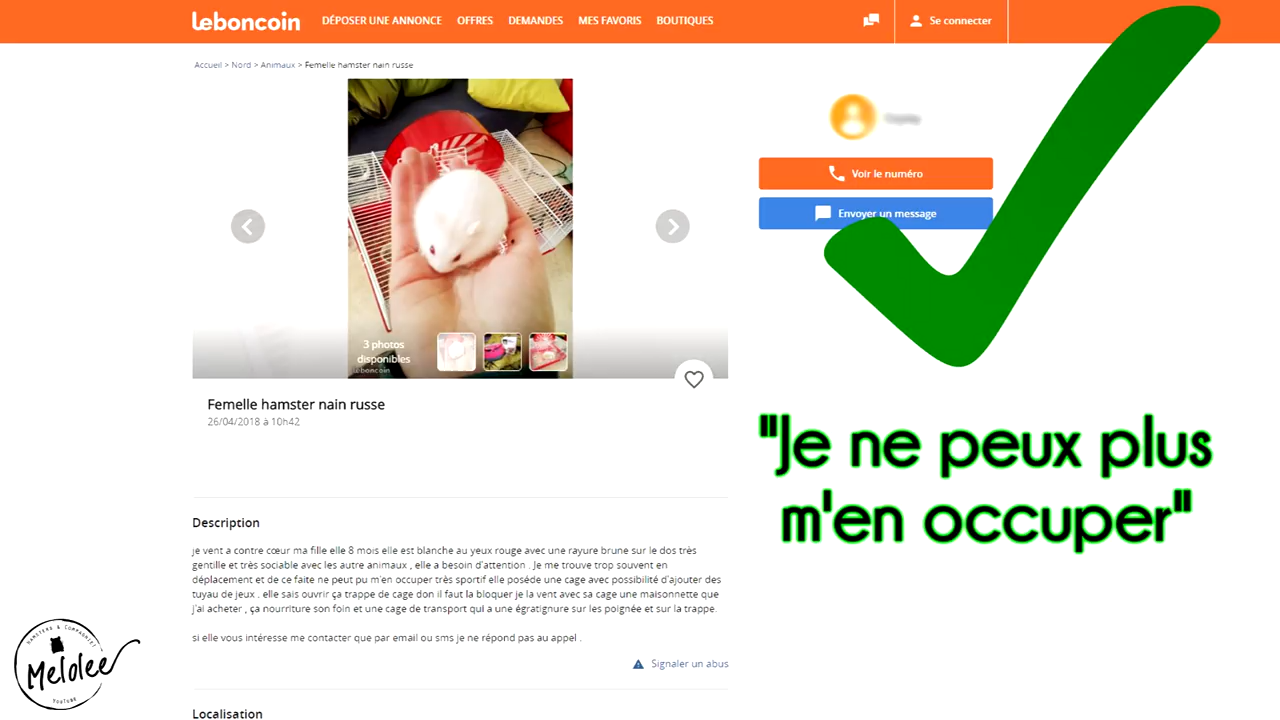 leboncoin DÉPOSER UNE ANNONCE OFFRES DEMANDES MES FAVORIS BOUTIQUES Se connecter
Accueil > Nord > Animaux > Femelle hamster nain russe
Voir le numéro
Envoyer un message
3 photos
disponibles
leboncoin
Femelle hamster nain russe
26/04/2018 à 10h42
"Je ne peux plus
m'en occuper"
Description
je vent a contre cœur ma fille elle 8 mois elle est blanche au yeux rouge avec une rayure brune sur le dos très
gentille et très sociable avec les autre animaux , elle a besoin d'attention . Je me trouve trop souvent en
déplacement et de ce faite ne peut pu m'en occuper très sportif elle posède une cage avec possibilité d'ajouter des
tuyau de jeux . elle sais ouvrir ça trappe de cage don il faut la bloquer je la vent avec sa cage une maisonnette que
j'ai acheter , ça nourriture son foin et une cage de transport qui a une égratignure sur les poignée et sur la trappe.
si elle vous intéresse me contacter que par email ou sms je ne répond pas au appel .
Signaler un abus
Localisation
HAMSTERS & COMPAGNIE!
Melolee
YouTube